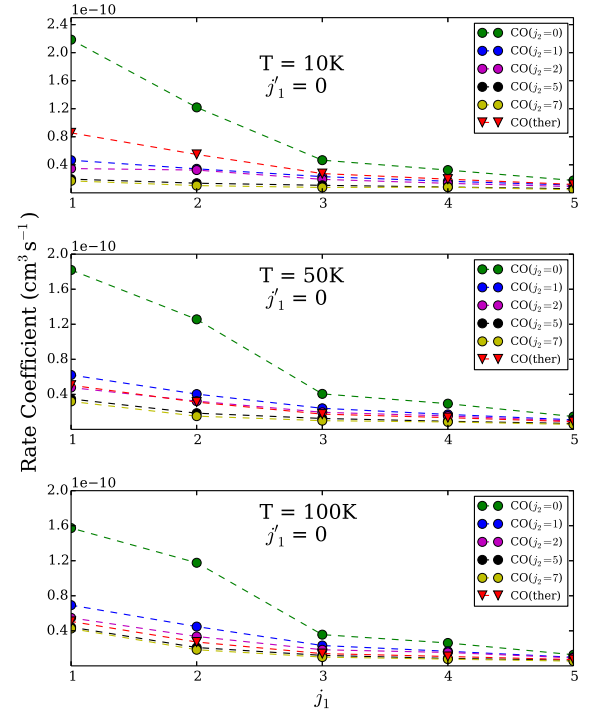 Rate Coefficient (cm³ s⁻¹)
1e−10
2.4
2.0
1.6
1.2
0.8
0.4
T = 10K
j′₁ = 0
CO(j₂=0)
CO(j₂=1)
CO(j₂=2)
CO(j₂=5)
CO(j₂=7)
CO(ther)
1 2 3 4 5
1e−10
2.0
1.6
1.2
0.8
0.4
T = 50K
j′₁ = 0
CO(j₂=0)
CO(j₂=1)
CO(j₂=2)
CO(j₂=5)
CO(j₂=7)
CO(ther)
1 2 3 4 5
1e−10
2.0
1.6
1.2
0.8
0.4
T = 100K
j′₁ = 0
CO(j₂=0)
CO(j₂=1)
CO(j₂=2)
CO(j₂=5)
CO(j₂=7)
CO(ther)
1 2 3 4 5
j₁